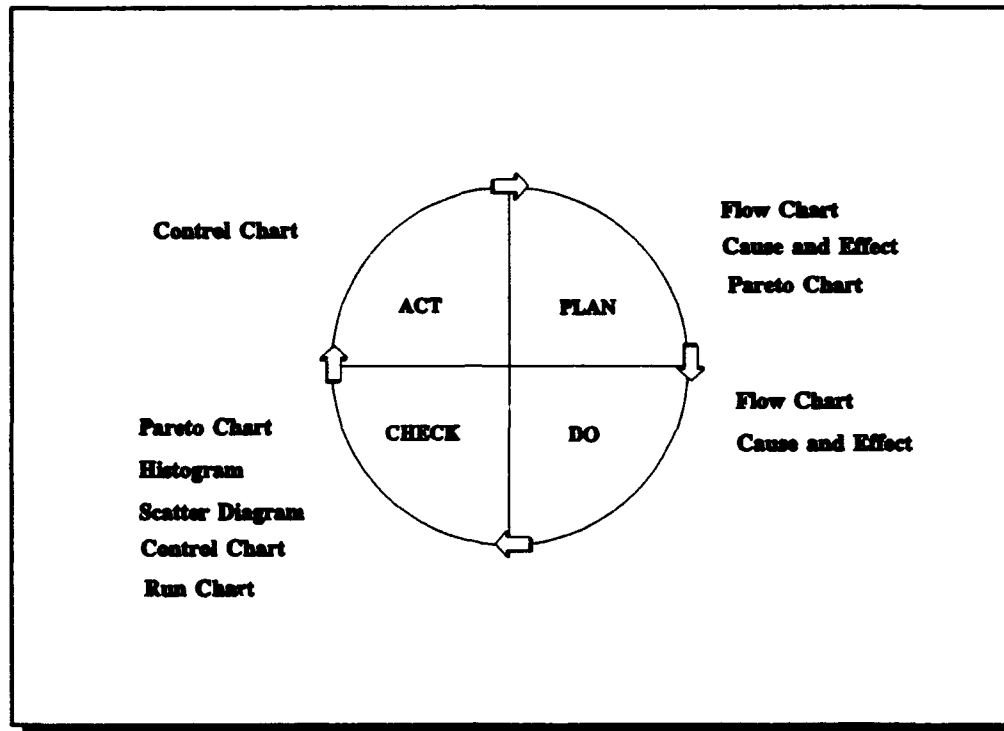 Control Chart
Flow Chart
Cause and Effect
Pareto Chart
ACT
PLAN
Flow Chart
Cause and Effect
CHECK
DO
Pareto Chart
Histogram
Scatter Diagram
Control Chart
Run Chart